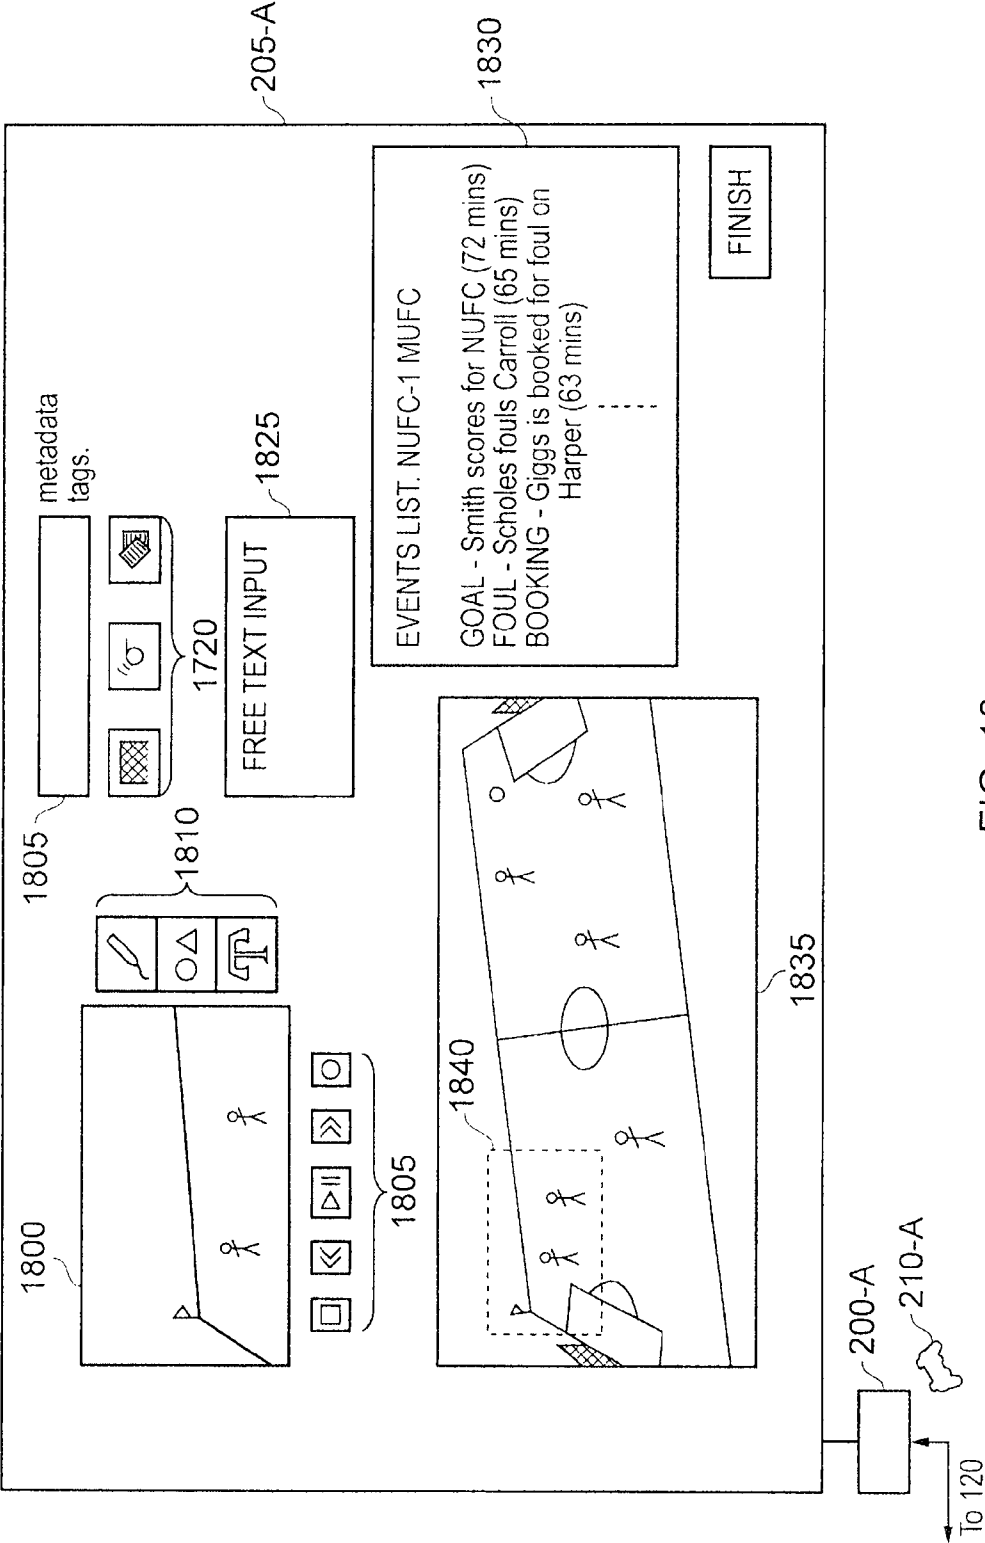 205-A
1800
1805
1810
T
1805
metadata
tags.
1720
FREE TEXT INPUT
1825
1830
EVENTS LIST. NUFC-1 MUFC
GOAL - Smith scores for NUFC (72 mins)
FOUL - Scholes fouls Carroll (65 mins)
BOOKING - Giggs is booked for foul on
Harper (63 mins)
1840
1835
FINISH
200-A
210-A
To 120